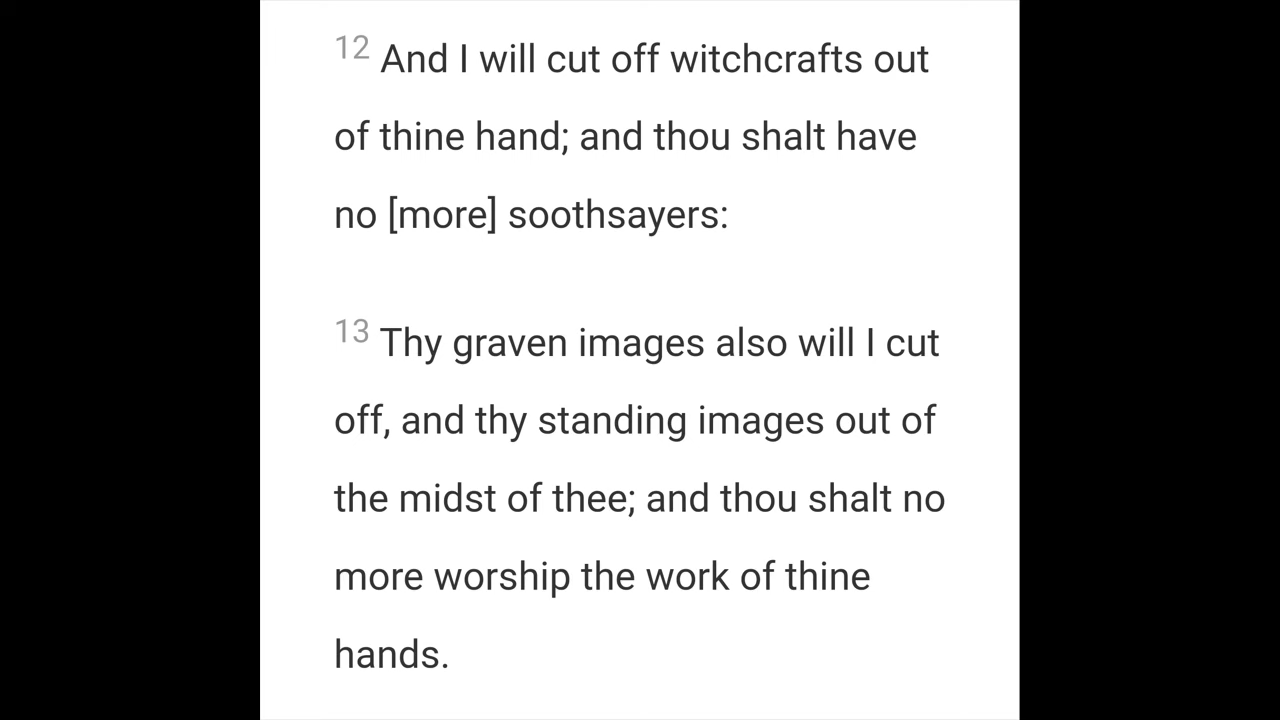 12 And I will cut off witchcrafts out
of thine hand; and thou shalt have
no [more] soothsayers:
13 Thy graven images also will I cut
off, and thy standing images out of
the midst of thee; and thou shalt no
more worship the work of thine
hands.